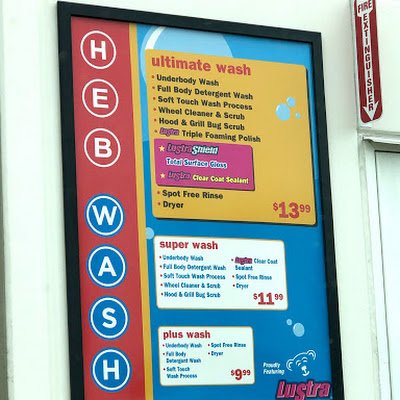 HEB WASH
ultimate wash
• Underbody Wash
• Full Body Detergent Wash
• Soft Touch Wash Process
• Wheel Cleaner & Scrub
• Hood & Grill Bug Scrub
• Lustra Triple Foaming Polish
★ LustraShield
Total Surface Gloss
★ Lustra Clear Coat Sealant
• Spot Free Rinse
• Dryer
$13 99
super wash
• Underbody Wash
• Full Body Detergent Wash
• Soft Touch Wash Process
• Wheel Cleaner & Scrub
• Hood & Grill Bug Scrub
• Lustra Clear Coat
Sealant
• Spot Free Rinse
• Dryer
$11 99
plus wash
• Underbody Wash
• Full Body
Detergent Wash
• Soft Touch
Wash Process
• Spot Free Rinse
• Dryer
$9 99
Proudly
Featuring
Lustra
FIRE
EXTINGUISHER